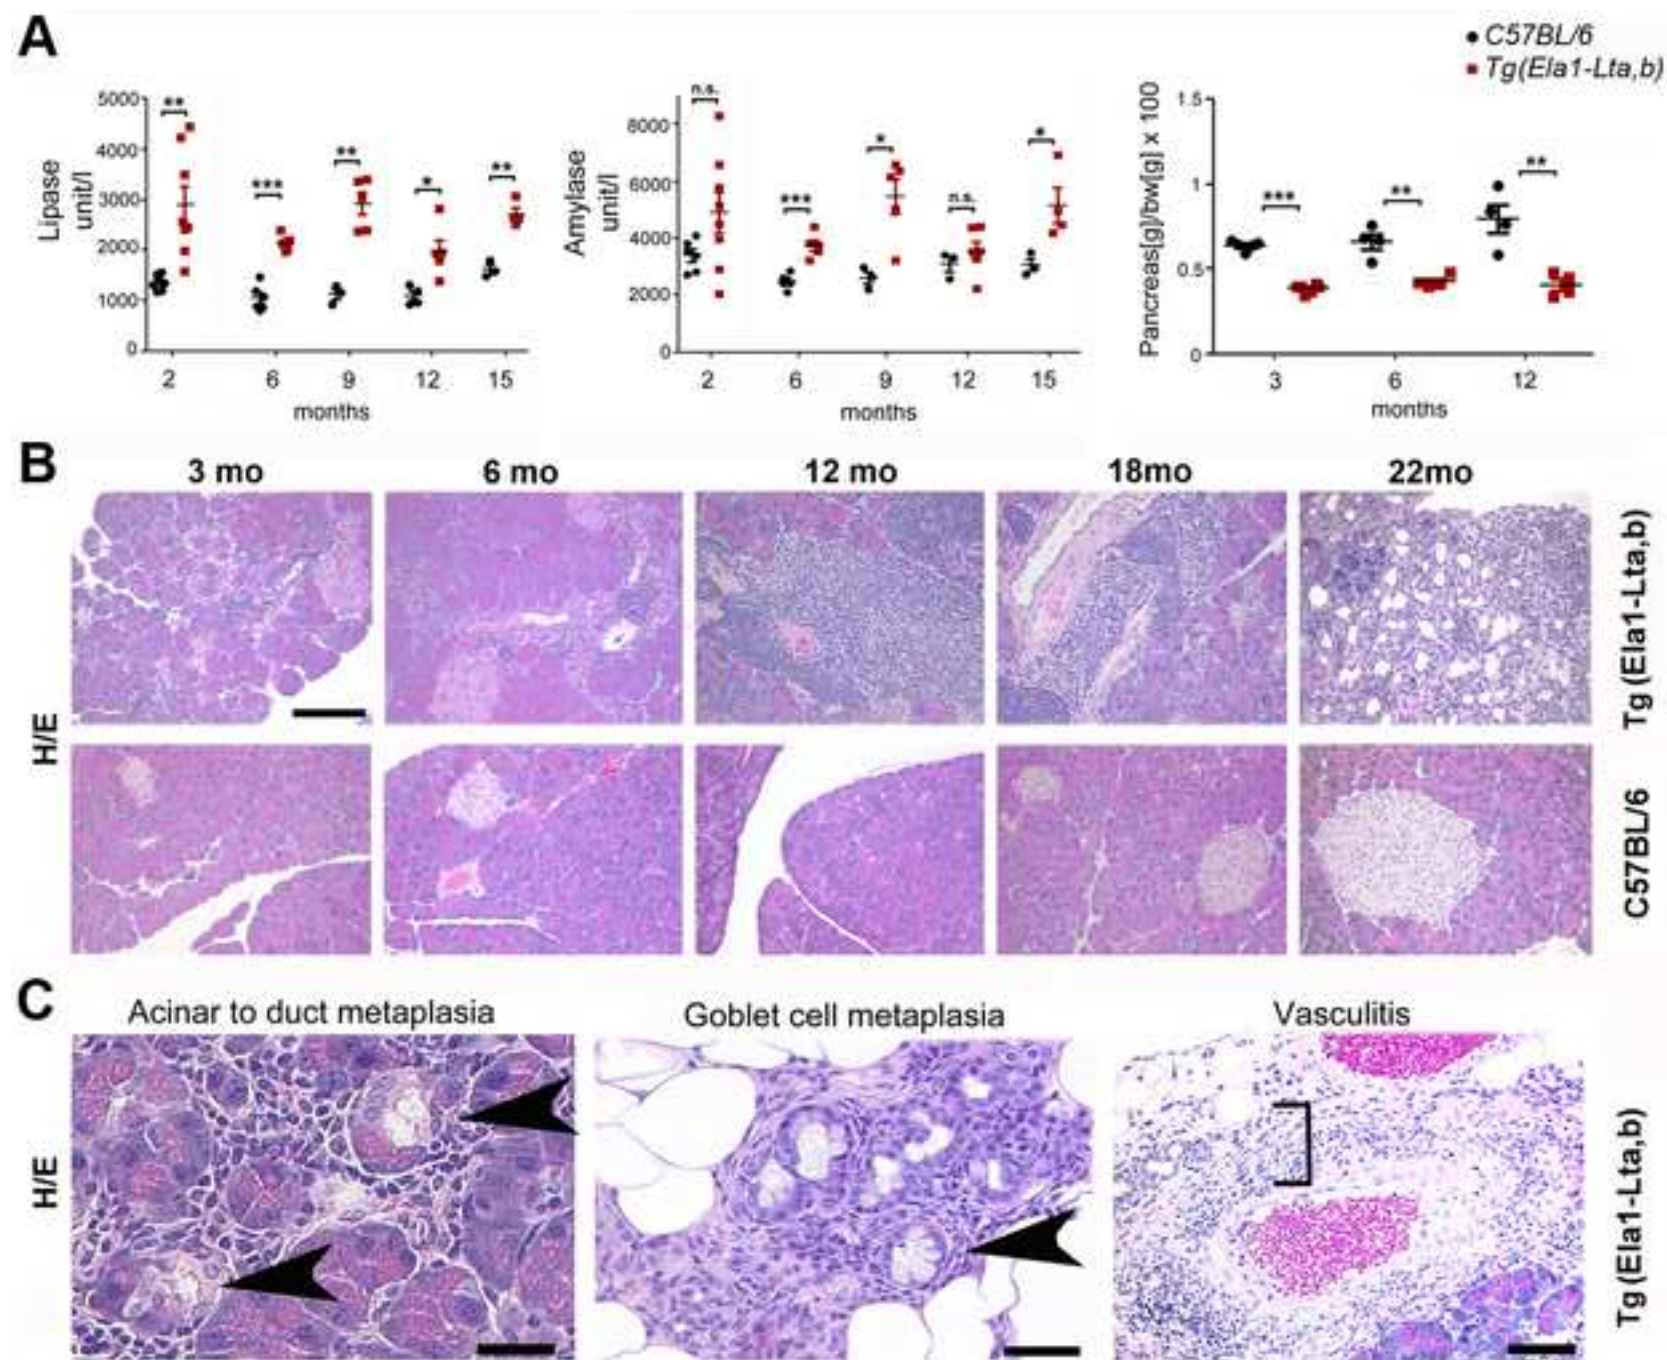 A
C57BL/6
Tg(Ela1-Lta,b)
Lipase
unit/l
5000
4000
3000
2000
1000
0
**
***
**
*
**
2
6
9
12
15
months
Amylase
unit/l
8000
6000
4000
2000
0
n.s.
***
*
n.s.
*
2
6
9
12
15
months
Pancreas[g]/bw[g] x 100
1.5
1
0.5
0
***
**
**
3
6
12
months
B
3 mo
6 mo
12 mo
18mo
22mo
H/E
Tg(Ela1-Lta,b)
C57BL/6
C
Acinar to duct metaplasia
Goblet cell metaplasia
Vasculitis
H/E
Tg(Ela1-Lta,b)